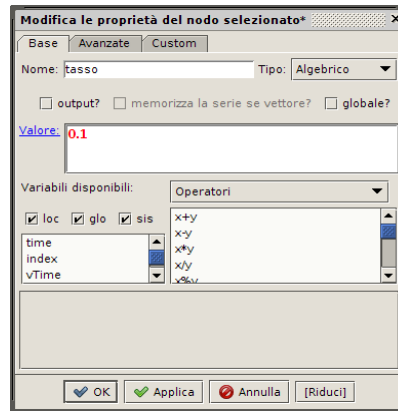 Modifica le proprietà del nodo selezionato*
Base Avanzate Custom
Nome: tasso Tipo: Algebrico
output? memorizza la serie se vettore? globale?
Valore: 0.1
Variabili disponibili: Operatori
loc glo sis
time
index
vTime
x+y
x-y
x*y
x/y
x%y
OK Applica Annulla [Riduci]